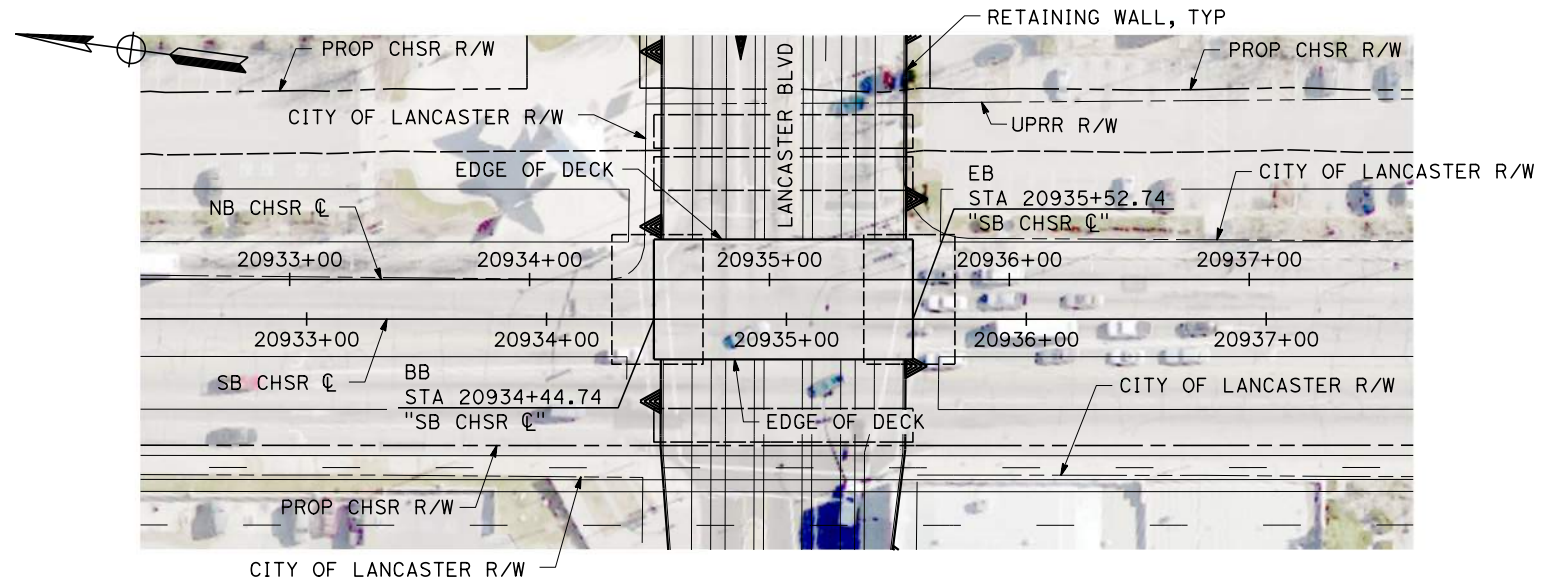 RETAINING WALL, TYP
PROP CHSR R/W
PROP CHSR R/W
LANCASTER BLVD
CITY OF LANCASTER R/W
UPRR R/W
EDGE OF DECK
EB
STA 20935+52.74
"SB CHSR ℄"
CITY OF LANCASTER R/W
NB CHSR ℄
20933+00
20934+00
20935+00
20936+00
20937+00
20933+00
20934+00
20935+00
20936+00
20937+00
SB CHSR ℄
BB
STA 20934+44.74
"SB CHSR ℄"
CITY OF LANCASTER R/W
EDGE OF DECK
PROP CHSR R/W
CITY OF LANCASTER R/W